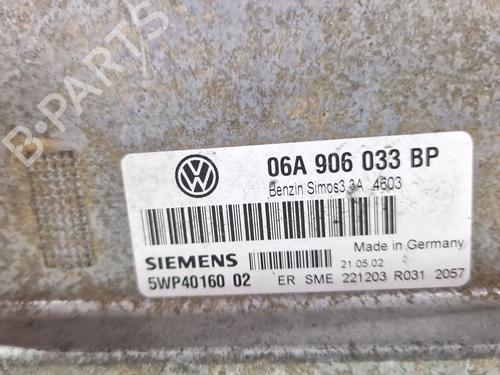 B-PARTS
06A 906 033 BP
Benzin Simos3.3A 4603
Made in Germany
SIEMENS
21.05.02
5WP40160 02
ER SME 221203 R031 2057